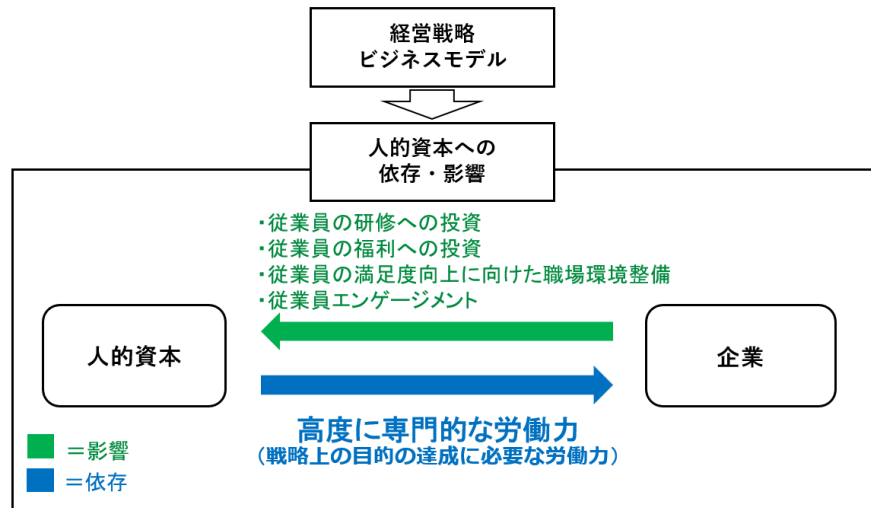 経営戦略
ビジネスモデル
人的資本への
依存・影響
・従業員の研修への投資
・従業員の福利への投資
・従業員の満足度向上に向けた職場環境整備
・従業員エンゲージメント
人的資本
企業
高度に専門的な労働力
（戦略上の目的の達成に必要な労働力）
＝影響
＝依存